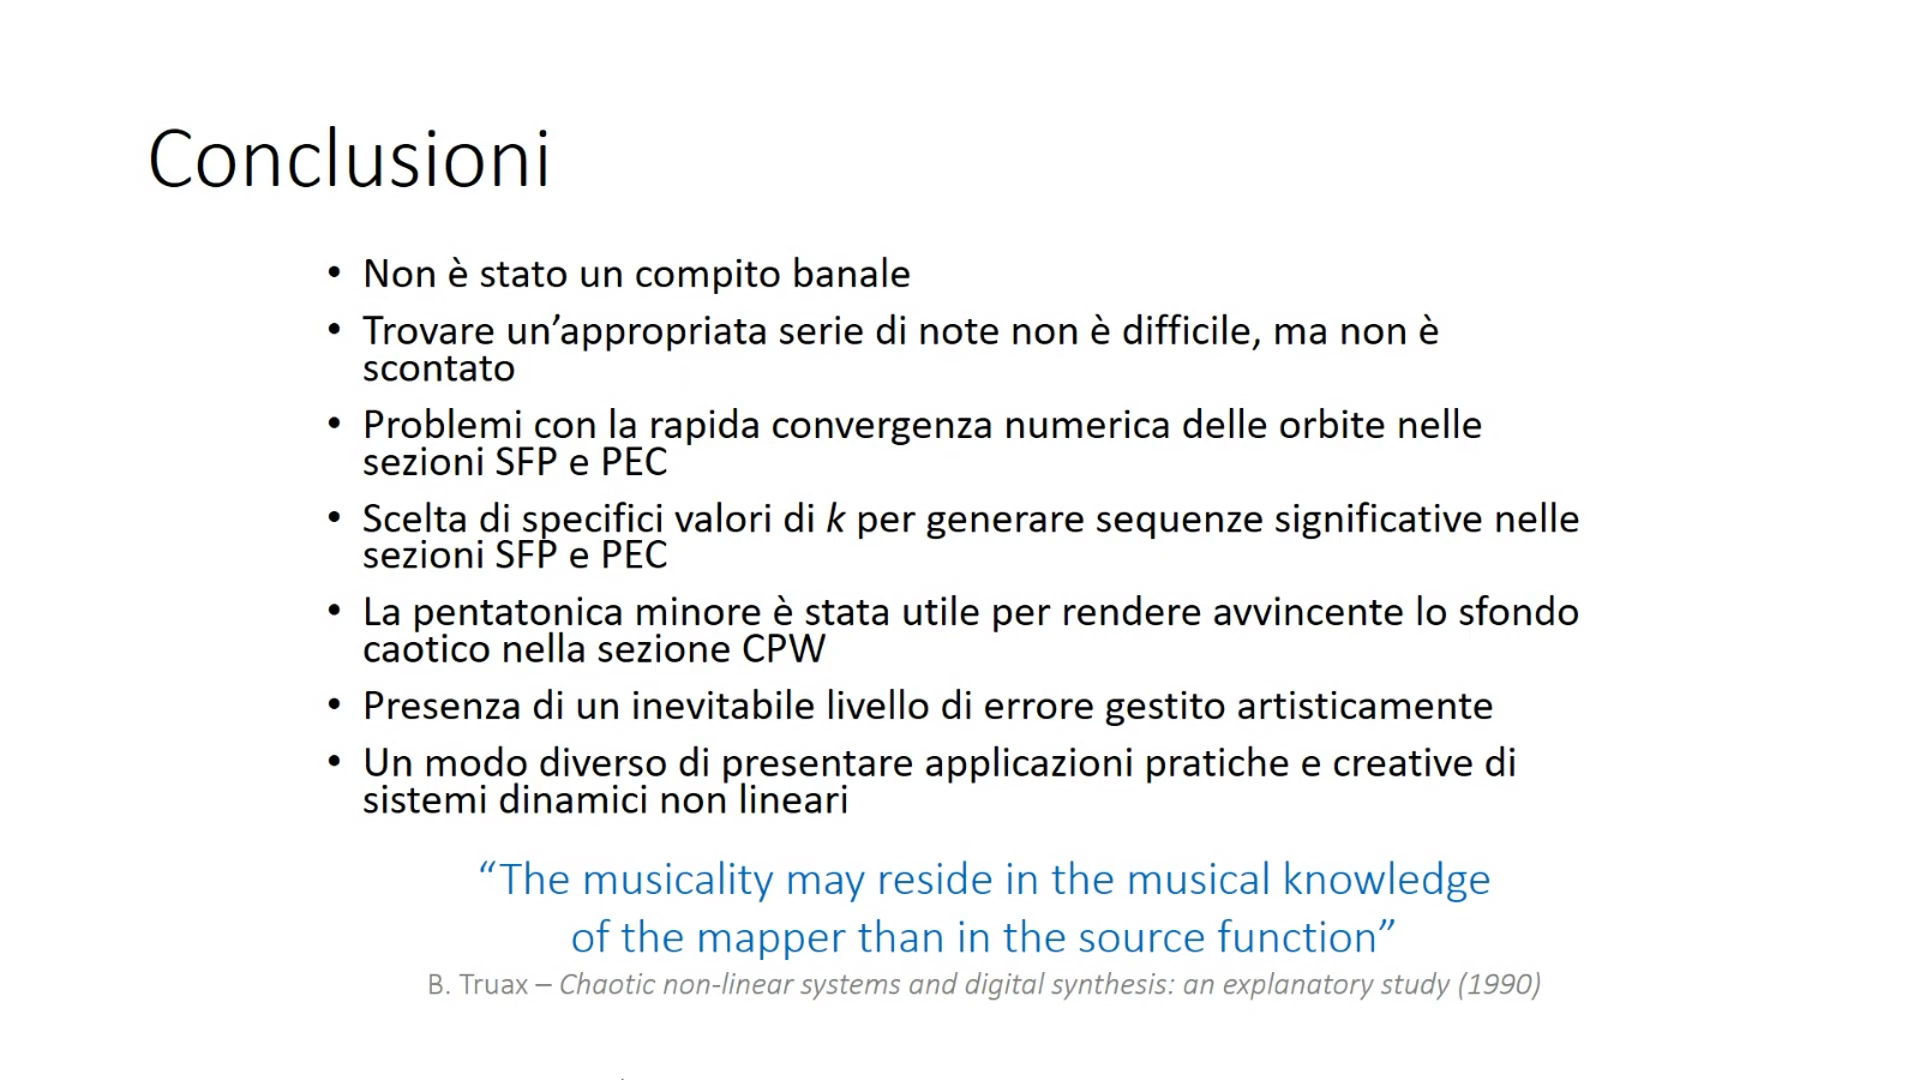 Conclusioni
• Non è stato un compito banale
• Trovare un’appropriata serie di note non è difficile, ma non è
scontato
• Problemi con la rapida convergenza numerica delle orbite nelle
sezioni SFP e PEC
• Scelta di specifici valori di k per generare sequenze significative nelle
sezioni SFP e PEC
• La pentatonica minore è stata utile per rendere avvincente lo sfondo
caotico nella sezione CPW
• Presenza di un inevitabile livello di errore gestito artisticamente
• Un modo diverso di presentare applicazioni pratiche e creative di
sistemi dinamici non lineari
“The musicality may reside in the musical knowledge
of the mapper than in the source function”
B. Truax – Chaotic non-linear systems and digital synthesis: an explanatory study (1990)